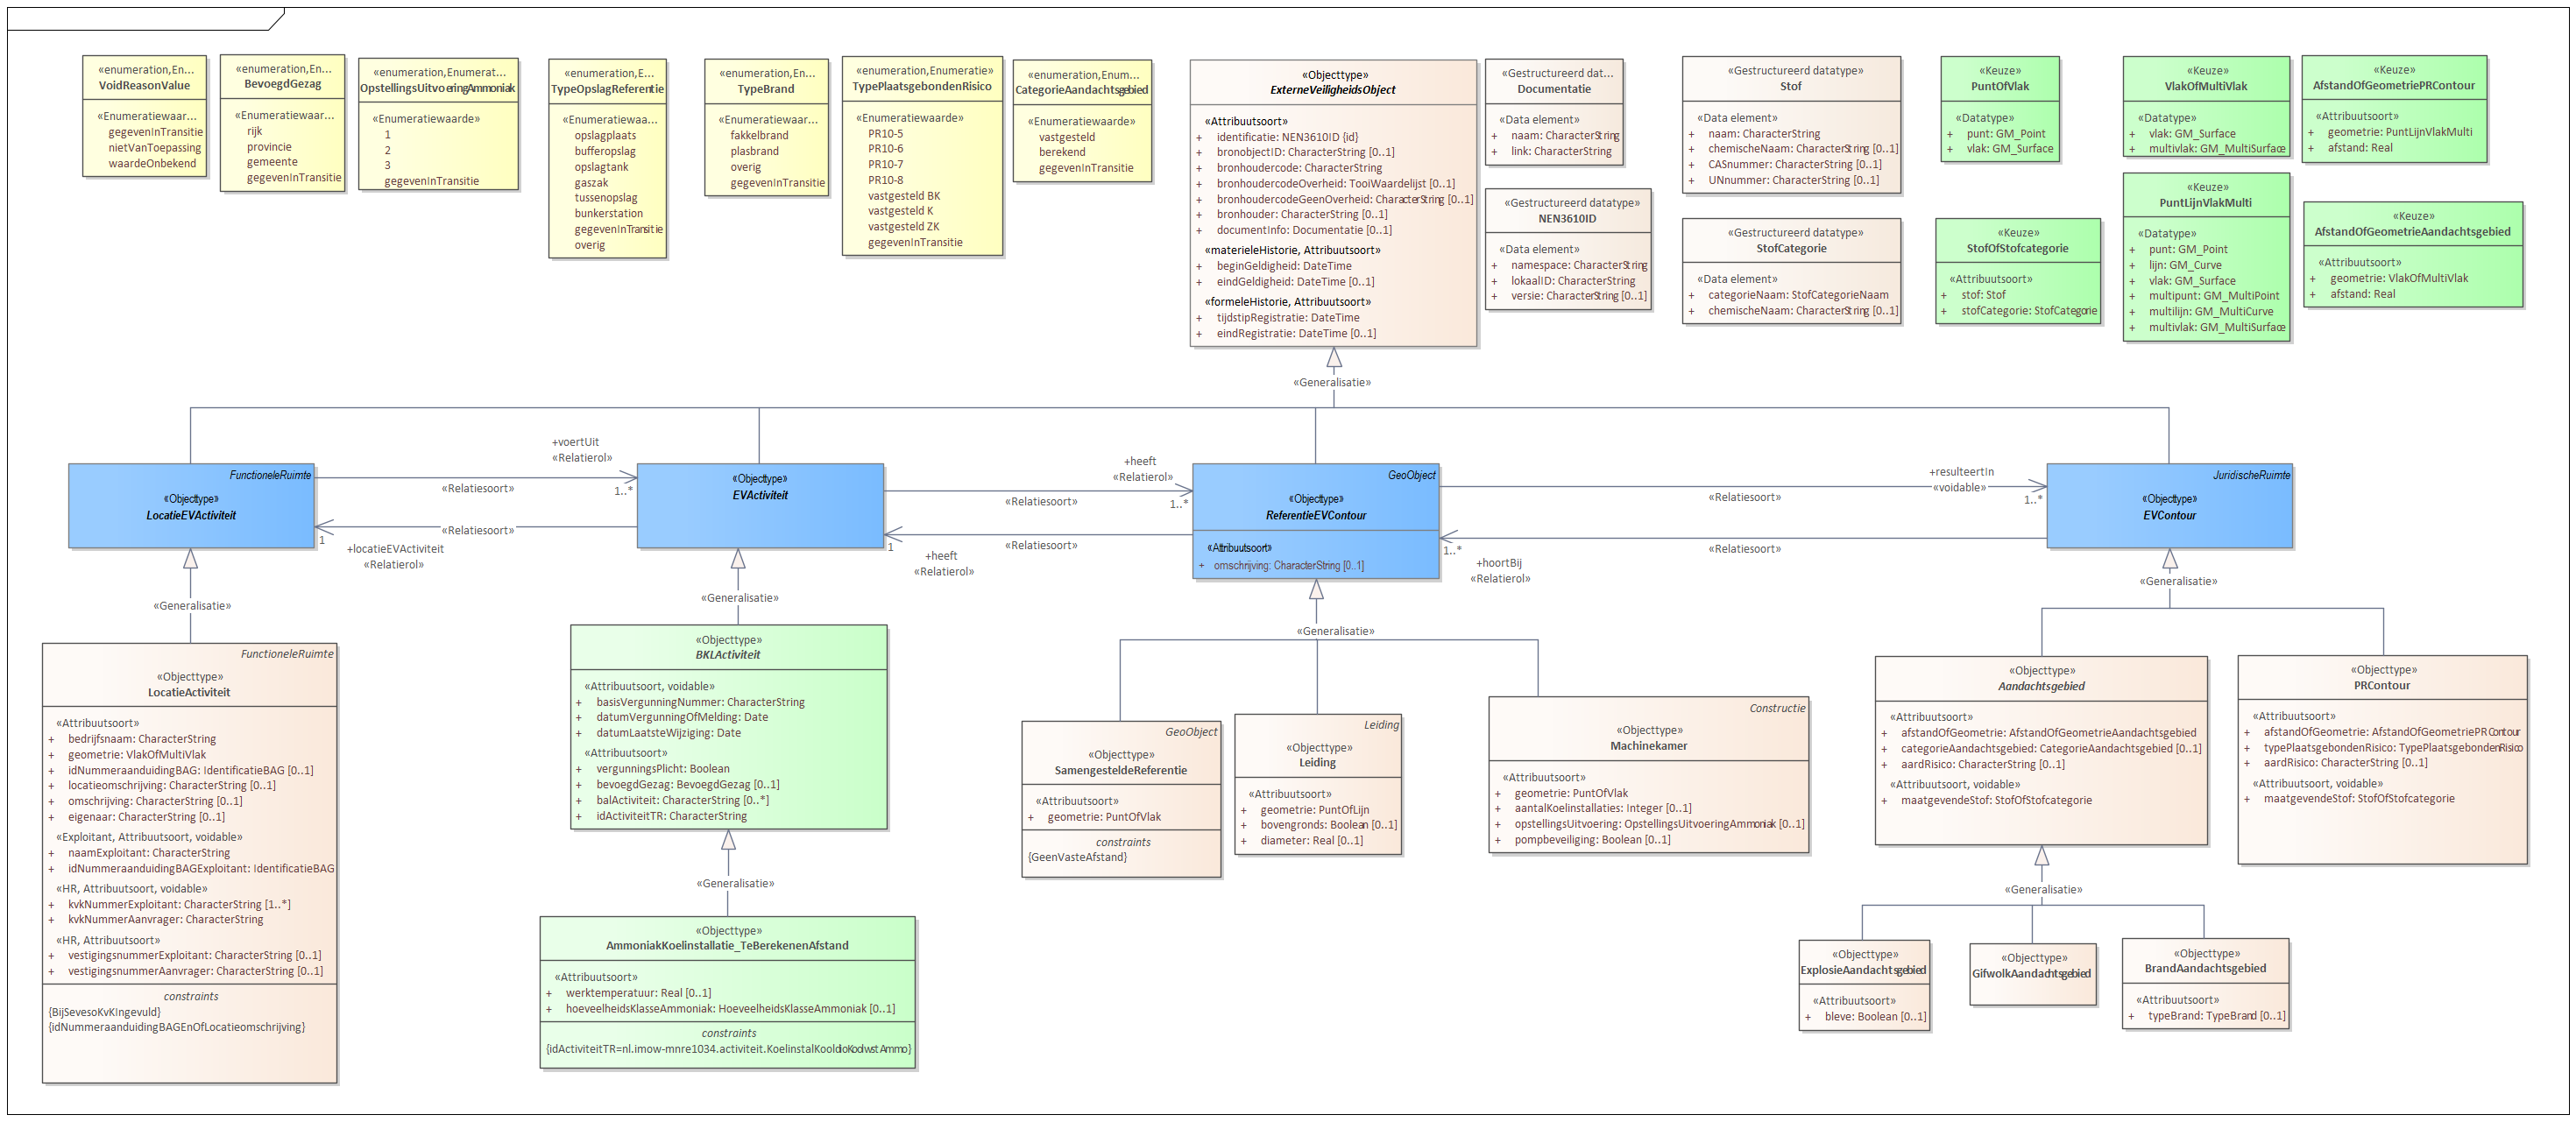 «enumeration,En...
VoidReasonValue
«Enumeratiewaar...
gegevenInTransitie
nietVanToepassing
waardeOnbekend
«enumeration,En...
BevoegdGezag
«Enumeratiewaar...
rijk
provincie
gemeente
gegevenInTransitie
«enumeration,Enumerat...
OpstellingsUitvoeringAmmoniak
«Enumeratiewaarde»
1
2
3
gegevenInTransitie
«enumeration,E...
TypeOpslagReferentie
«Enumeratiewaa...
opslagplaats
bufferopslag
opslagtank
gaszak
tussenopslag
bunkerstation
gegevenInTransitie
overig
«enumeration,En...
TypeBrand
«Enumeratiewaar...
fakkelbrand
plasbrand
overig
gegevenInTransitie
«enumeration,Enumeratie»
TypePlaatsgebondenRisico
«Enumeratiewaarde»
PR10-5
PR10-6
PR10-7
PR10-8
vastgesteld BK
vastgesteld K
vastgesteld ZK
gegevenInTransitie
«enumeration,Enum...
CategorieAandachtsgebied
«Enumeratiewaarde»
vastgesteld
berekend
gegevenInTransitie
«Objecttype»
ExterneVeiligheidsObject
«Attribuutsoort»
+ identificatie: NEN3610ID {id}
+ bronobjectID: CharacterString [0..1]
+ bronhoudercode: CharacterString
+ bronhoudercodeOverheid: TooiWaardelijst [0..1]
+ bronhoudercodeGeenOverheid: CharacterString [0..1]
+ bronhouder: CharacterString [0..1]
+ documentInfo: Documentatie [0..1]
«materieleHistorie, Attribuutsoort»
+ beginGeldigheid: DateTime
+ eindGeldigheid: DateTime [0..1]
«formeleHistorie, Attribuutsoort»
+ tijdstipRegistratie: DateTime
+ eindRegistratie: DateTime [0..1]
«Gestructureerd dat...
Documentatie
«Data element»
+ naam: CharacterString
+ link: CharacterString
«Gestructureerd datatype»
NEN3610ID
«Data element»
+ namespace: CharacterString
+ lokaalID: CharacterString
+ versie: CharacterString [0..1]
«Gestructureerd datatype»
Stof
«Data element»
+ naam: CharacterString
+ chemischeNaam: CharacterString [0..1]
+ CASnummer: CharacterString [0..1]
+ UNnummer: CharacterString [0..1]
«Gestructureerd datatype»
StofCategorie
«Data element»
+ categorieNaam: StofCategorieNaam
+ chemischeNaam: CharacterString [0..1]
«Keuze»
PuntOfVlak
«Datatype»
+ punt: GM_Point
+ vlak: GM_Surface
«Keuze»
StofOfStofcategorie
«Attribuutsoort»
+ stof: Stof
+ stofCategorie: StofCategorie
«Keuze»
VlakOfMultiVlak
«Datatype»
+ vlak: GM_Surface
+ multivlak: GM_MultiSurface
«Keuze»
PuntLijnVlakMulti
«Datatype»
+ punt: GM_Point
+ lijn: GM_Curve
+ vlak: GM_Surface
+ multipunt: GM_MultiPoint
+ multilijn: GM_MultiCurve
+ multivlak: GM_MultiSurface
«Keuze»
AfstandOfGeometriePRContour
«Attribuutsoort»
+ geometrie: PuntLijnVlakMulti
+ afstand: Real
«Keuze»
AfstandOfGeometrieAandachtsgebied
«Attribuutsoort»
+ geometrie: VlakOfMultiVlak
+ afstand: Real
«Generalisatie»
FunctioneleRuimte
«Objecttype»
LocatieEVActiviteit
+voertUit
«Relatierol»
1..*
«Relatiesoort»
«Relatiesoort»
1
+locatieEVActiviteit
«Relatierol»
«Objecttype»
EVActiviteit
+heeft
«Relatierol»
1..*
«Relatiesoort»
«Relatiesoort»
1
+heeft
«Relatierol»
GeoObject
«Objecttype»
ReferentieEVContour
«Attribuutsoort»
+ omschrijving: CharacterString [0..1]
+resulteertIn
«voidable»
1..*
«Relatiesoort»
«Relatiesoort»
1..*
+hoortBij
«Relatierol»
JuridischeRuimte
«Objecttype»
EVContour
«Generalisatie»
«Generalisatie»
«Generalisatie»
«Generalisatie»
FunctioneleRuimte
«Objecttype»
LocatieActiviteit
«Attribuutsoort»
+ bedrijfsnaam: CharacterString
+ geometrie: VlakOfMultiVlak
+ idNummeraanduidingBAG: IdentificatieBAG [0..1]
+ locatieomschrijving: CharacterString [0..1]
+ omschrijving: CharacterString [0..1]
+ eigenaar: CharacterString [0..1]
«Exploitant, Attribuutsoort, voidable»
+ naamExploitant: CharacterString
+ idNummeraanduidingBAGExploitant: IdentificatieBAG
«HR, Attribuutsoort, voidable»
+ kvkNummerExploitant: CharacterString [1..*]
+ kvkNummerAanvrager: CharacterString
«HR, Attribuutsoort»
+ vestigingsnummerExploitant: CharacterString [0..1]
+ vestigingsnummerAanvrager: CharacterString [0..1]
constraints
{BijSevesoKvKIngevuld}
{idNummeraanduidingBAGEnOfLocatieomschrijving}
«Objecttype»
BKLActiviteit
«Attribuutsoort, voidable»
+ basisVergunningNummer: CharacterString
+ datumVergunningOfMelding: Date
+ datumLaatsteWijziging: Date
«Attribuutsoort»
+ vergunningsPlicht: Boolean
+ bevoegdGezag: BevoegdGezag [0..1]
+ balActiviteit: CharacterString [0..*]
+ idActiviteitTR: CharacterString
«Generalisatie»
«Objecttype»
AmmoniakKoelinstallatie_TeBerekenenAfstand
«Attribuutsoort»
+ werktemperatuur: Real [0..1]
+ hoeveelheidsKlasseAmmoniak: HoeveelheidsKlasseAmmoniak [0..1]
constraints
{idActiviteitTR=nl.imow-mnre1034.activiteit.KoelinstalKooldioKoolwstAmmo}
GeoObject
«Objecttype»
SamengesteldeReferentie
«Attribuutsoort»
+ geometrie: PuntOfVlak
constraints
{GeenVasteAfstand}
Leiding
«Objecttype»
Leiding
«Attribuutsoort»
+ geometrie: PuntOfLijn
+ bovengronds: Boolean [0..1]
+ diameter: Real [0..1]
Constructie
«Objecttype»
Machinekamer
«Attribuutsoort»
+ geometrie: PuntOfVlak
+ aantalKoelinstallaties: Integer [0..1]
+ opstellingsUitvoering: OpstellingsUitvoeringAmmoniak [0..1]
+ pompbeveiliging: Boolean [0..1]
«Objecttype»
Aandachtsgebied
«Attribuutsoort»
+ afstandOfGeometrie: AfstandOfGeometrieAandachtsgebied
+ categorieAandachtsgebied: CategorieAandachtsgebied [0..1]
+ aardRisico: CharacterString [0..1]
«Attribuutsoort, voidable»
+ maatgevendeStof: StofOfStofcategorie
«Objecttype»
PRContour
«Attribuutsoort»
+ afstandOfGeometrie: AfstandOfGeometriePRContour
+ typePlaatsgebondenRisico: TypePlaatsgebondenRisico
+ aardRisico: CharacterString [0..1]
«Attribuutsoort, voidable»
+ maatgevendeStof: StofOfStofcategorie
«Generalisatie»
«Objecttype»
ExplosieAandachtsgebied
«Attribuutsoort»
+ bleve: Boolean [0..1]
«Objecttype»
GifwolkAandachtsgebied
«Objecttype»
BrandAandachtsgebied
«Attribuutsoort»
+ typeBrand: TypeBrand [0..1]